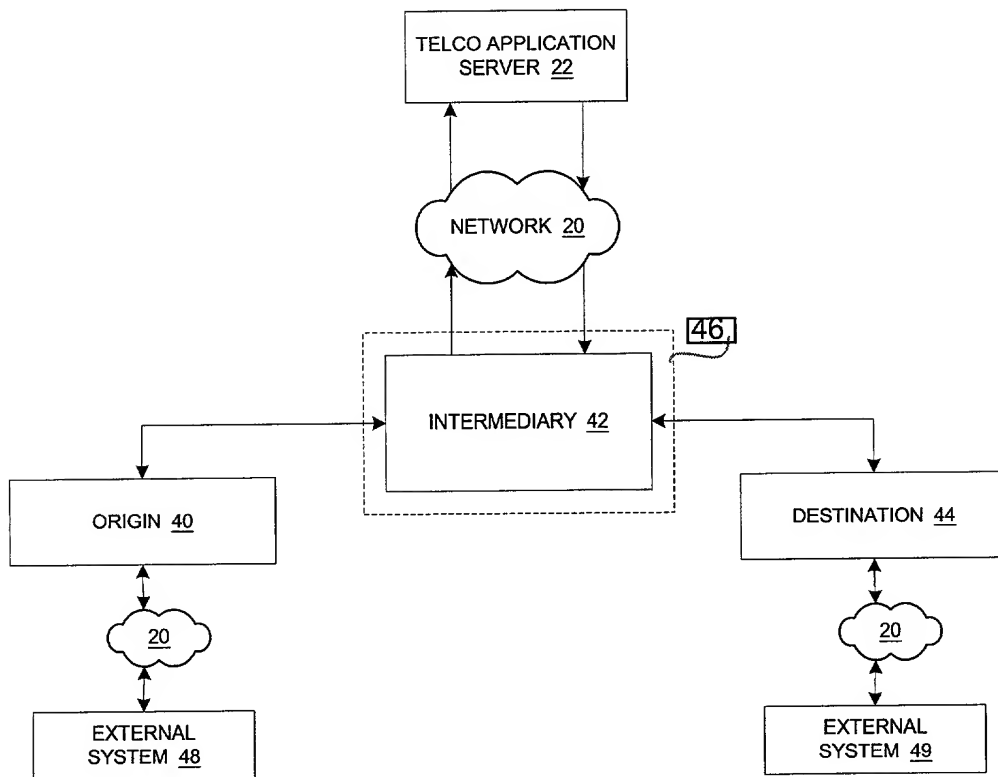 TELCO APPLICATION
SERVER 22
NETWORK 20
46
INTERMEDIARY 42
ORIGIN 40
DESTINATION 44
20
20
EXTERNAL
SYSTEM 48
EXTERNAL
SYSTEM 49